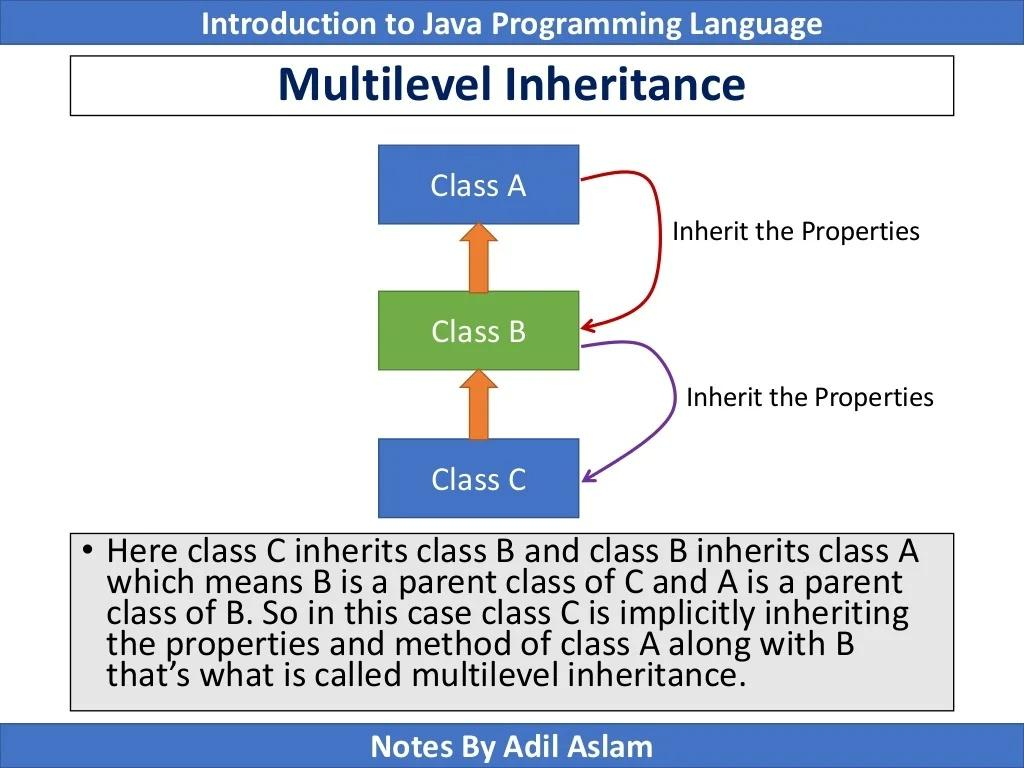 Introduction to Java Programming Language
Multilevel Inheritance
Class A
Inherit the Properties
Class B
Inherit the Properties
Class C
• Here class C inherits class B and class B inherits class A
which means B is a parent class of C and A is a parent
class of B. So in this case class C is implicitly inheriting
the properties and method of class A along with B
that’s what is called multilevel inheritance.
Notes By Adil Aslam